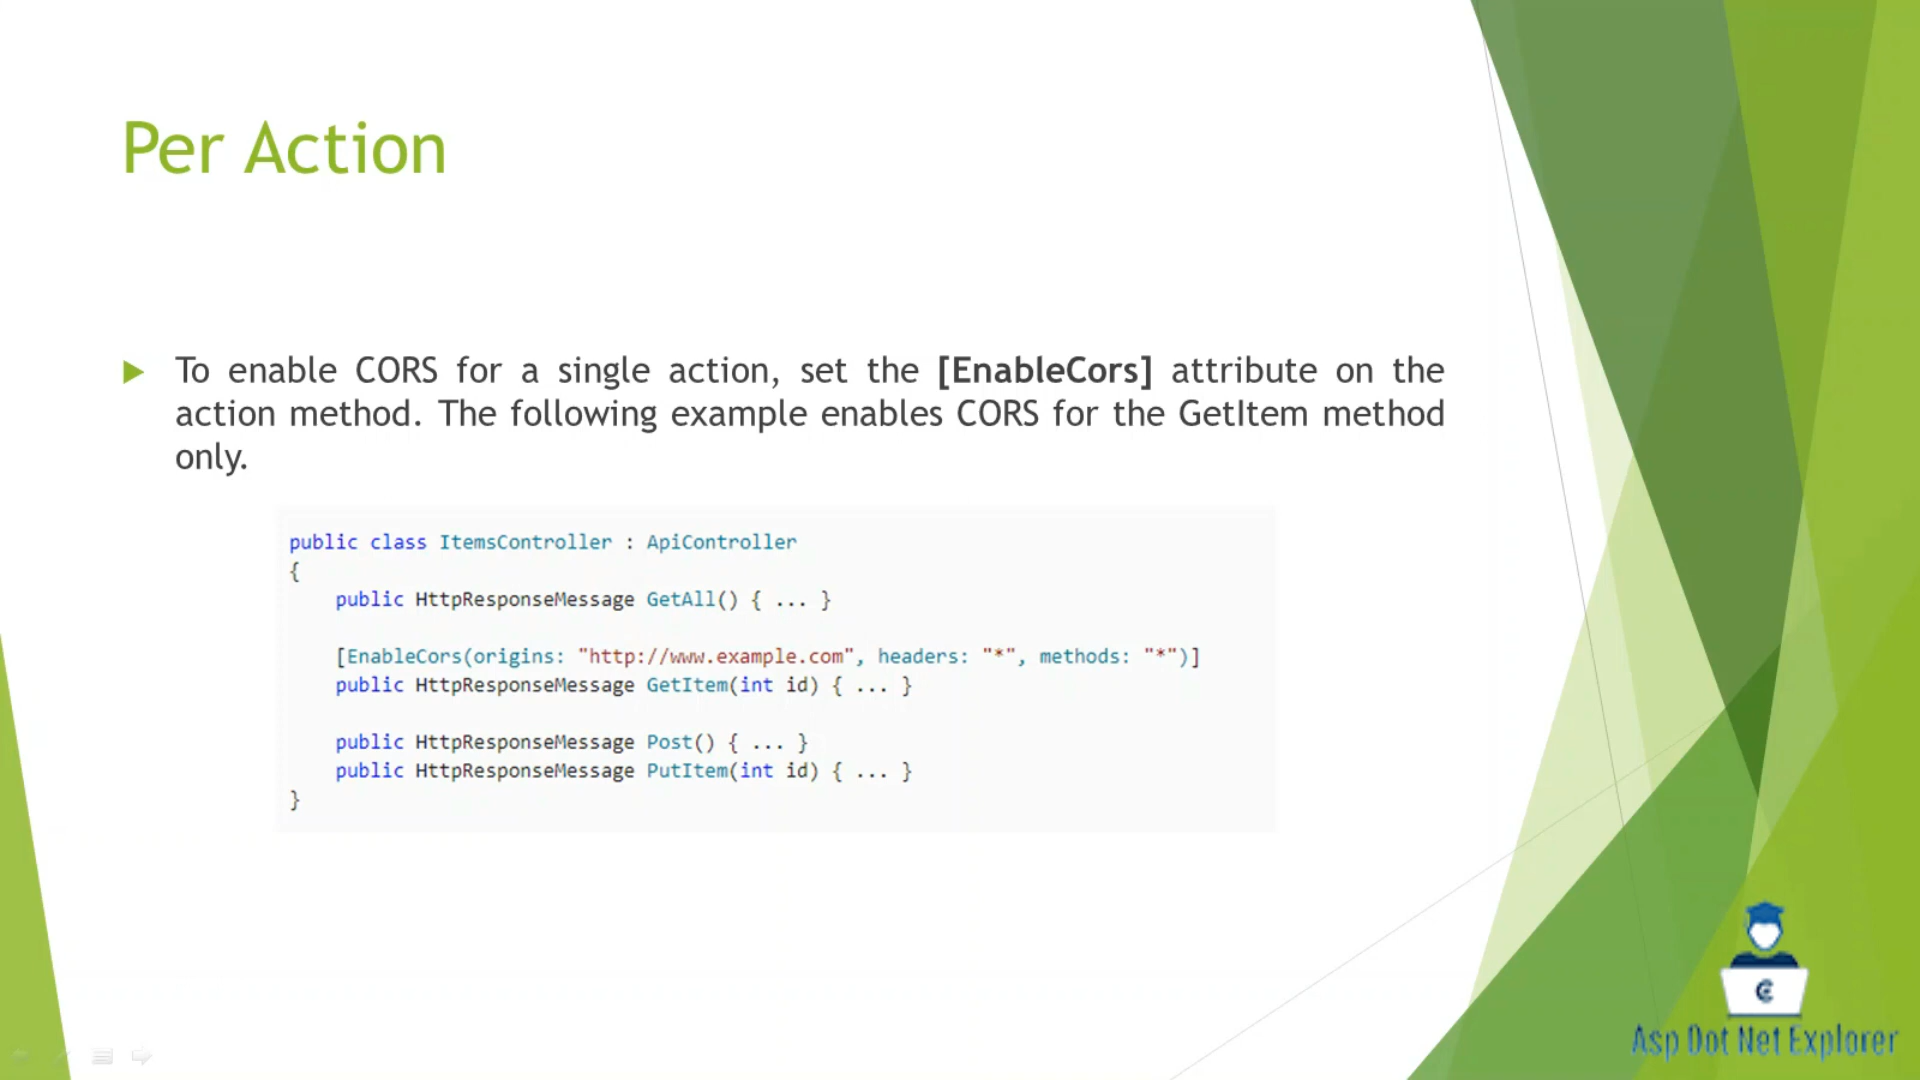 Per Action
To enable CORS for a single action, set the [EnableCors] attribute on the
action method. The following example enables CORS for the GetItem method
only.
public class ItemsController : ApiController
{
    public HttpResponseMessage GetAll() { ... }
    [EnableCors(origins: "http://www.example.com", headers: "*", methods: "*")]
    public HttpResponseMessage GetItem(int id) { ... }
    public HttpResponseMessage Post() { ... }
    public HttpResponseMessage PutItem(int id) { ... }
}
Asp Dot Net Explorer